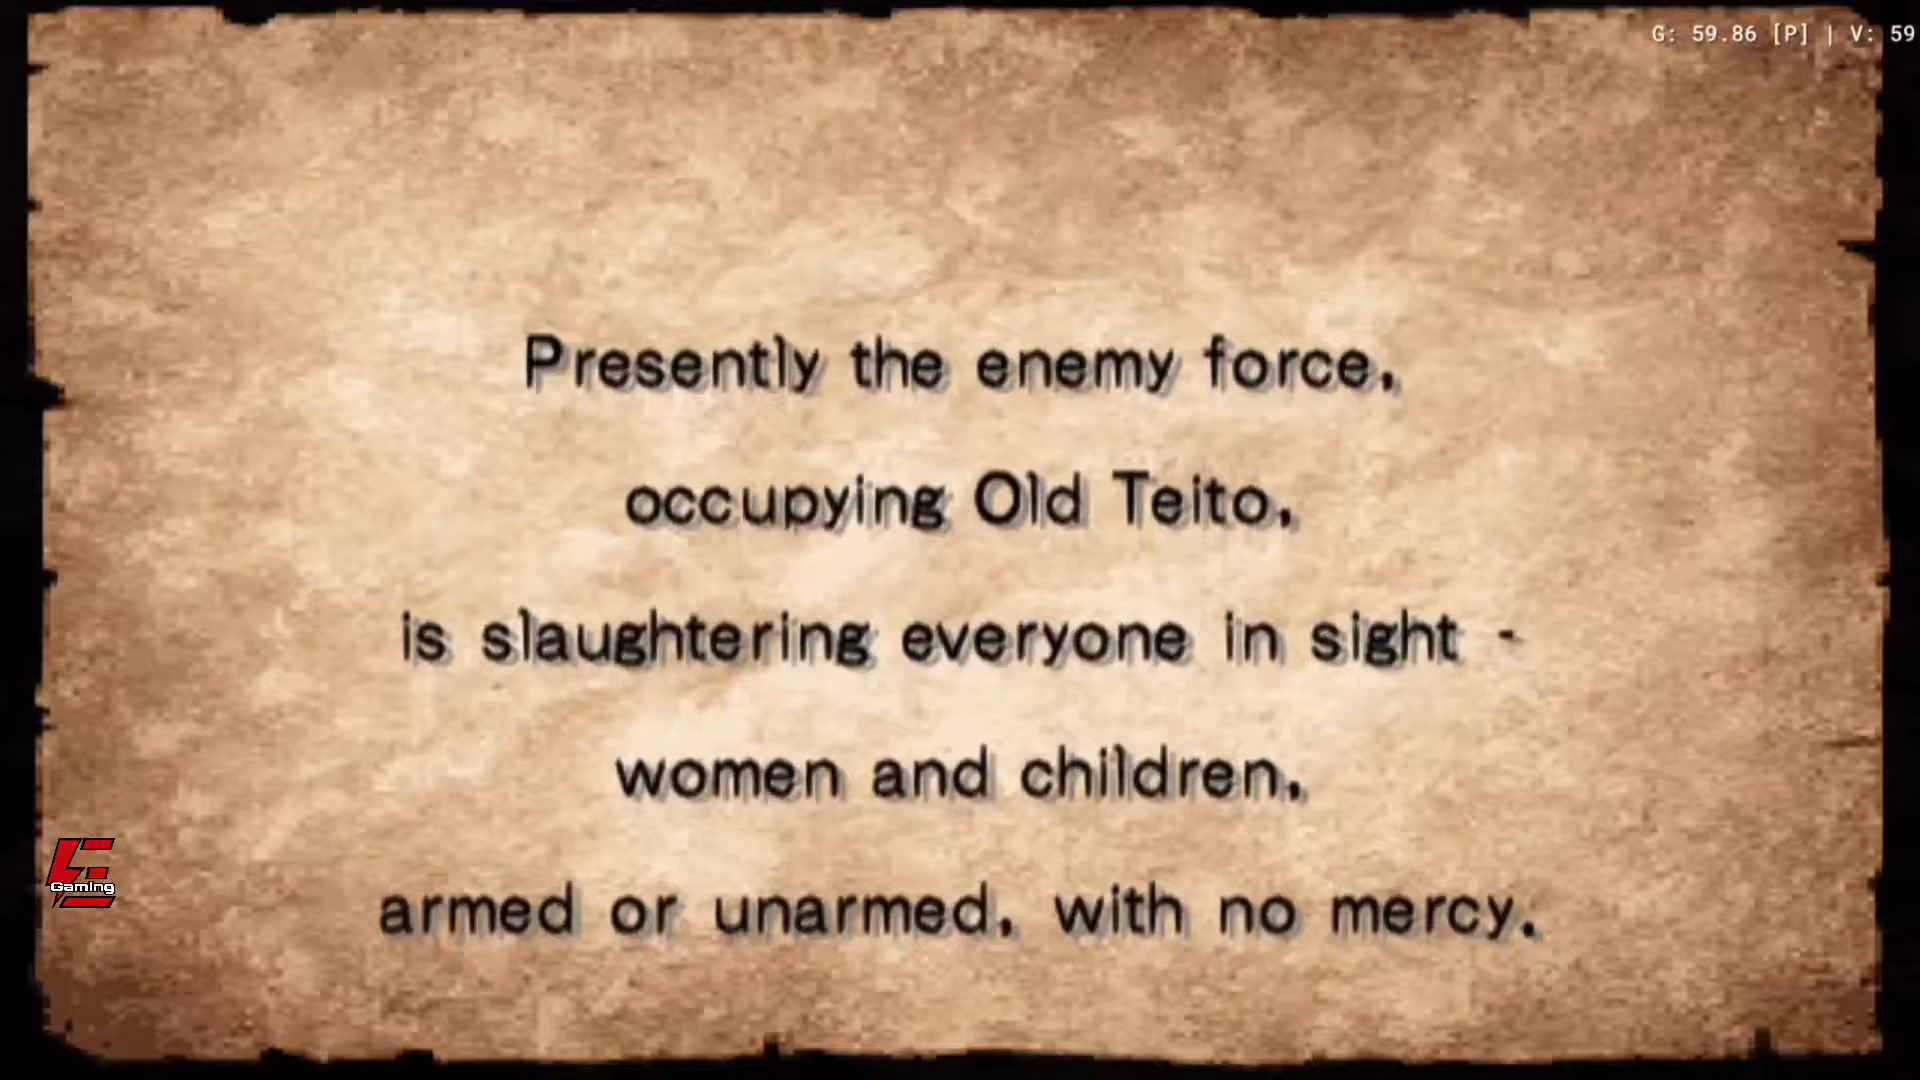 G: 59.86 [P] | V: 59
Presently the enemy force,
occupying Old Teito,
is slaughtering everyone in sight -
women and children,
armed or unarmed, with no mercy.
Gaming